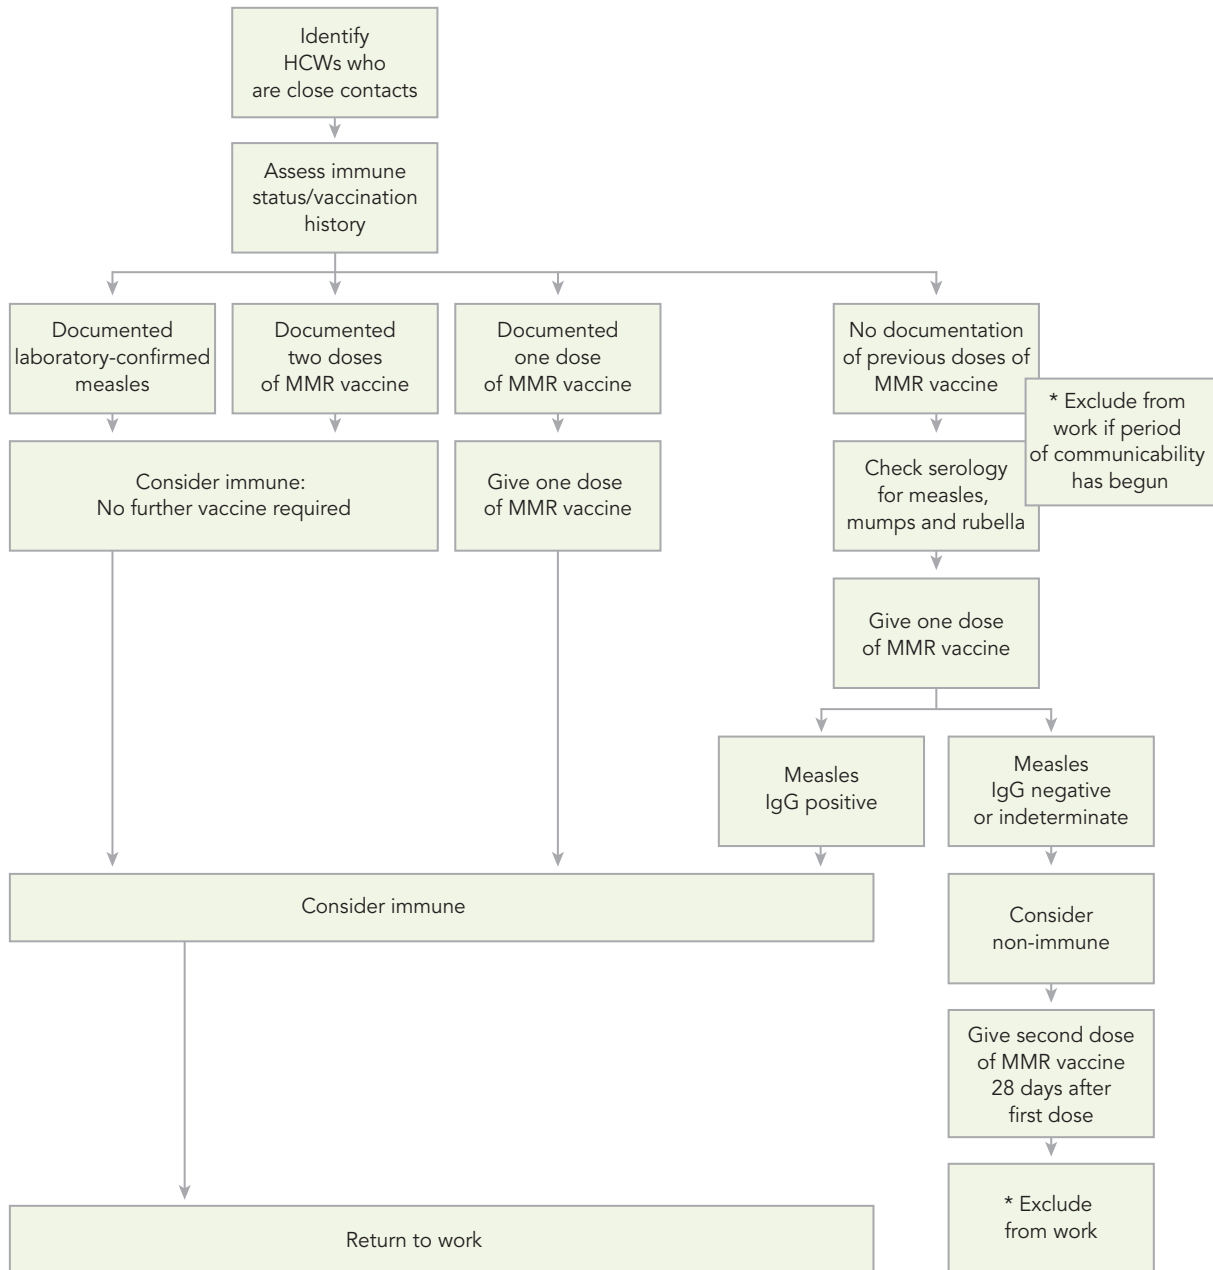 Identify
HCWs who
are close contacts
Assess immune
status/vaccination
history
Documented
laboratory-confirmed
measles
Documented
two doses
of MMR vaccine
Documented
one dose
of MMR vaccine
No documentation
of previous doses of
MMR vaccine
* Exclude from
work if period
of communicability
has begun
Consider immune:
No further vaccine required
Give one dose
of MMR vaccine
Check serology
for measles,
mumps and rubella
Give one dose
of MMR vaccine
Measles
IgG positive
Measles
IgG negative
or indeterminate
Consider immune
Consider
non-immune
Give second dose
of MMR vaccine
28 days after
first dose
* Exclude
from work
Return to work